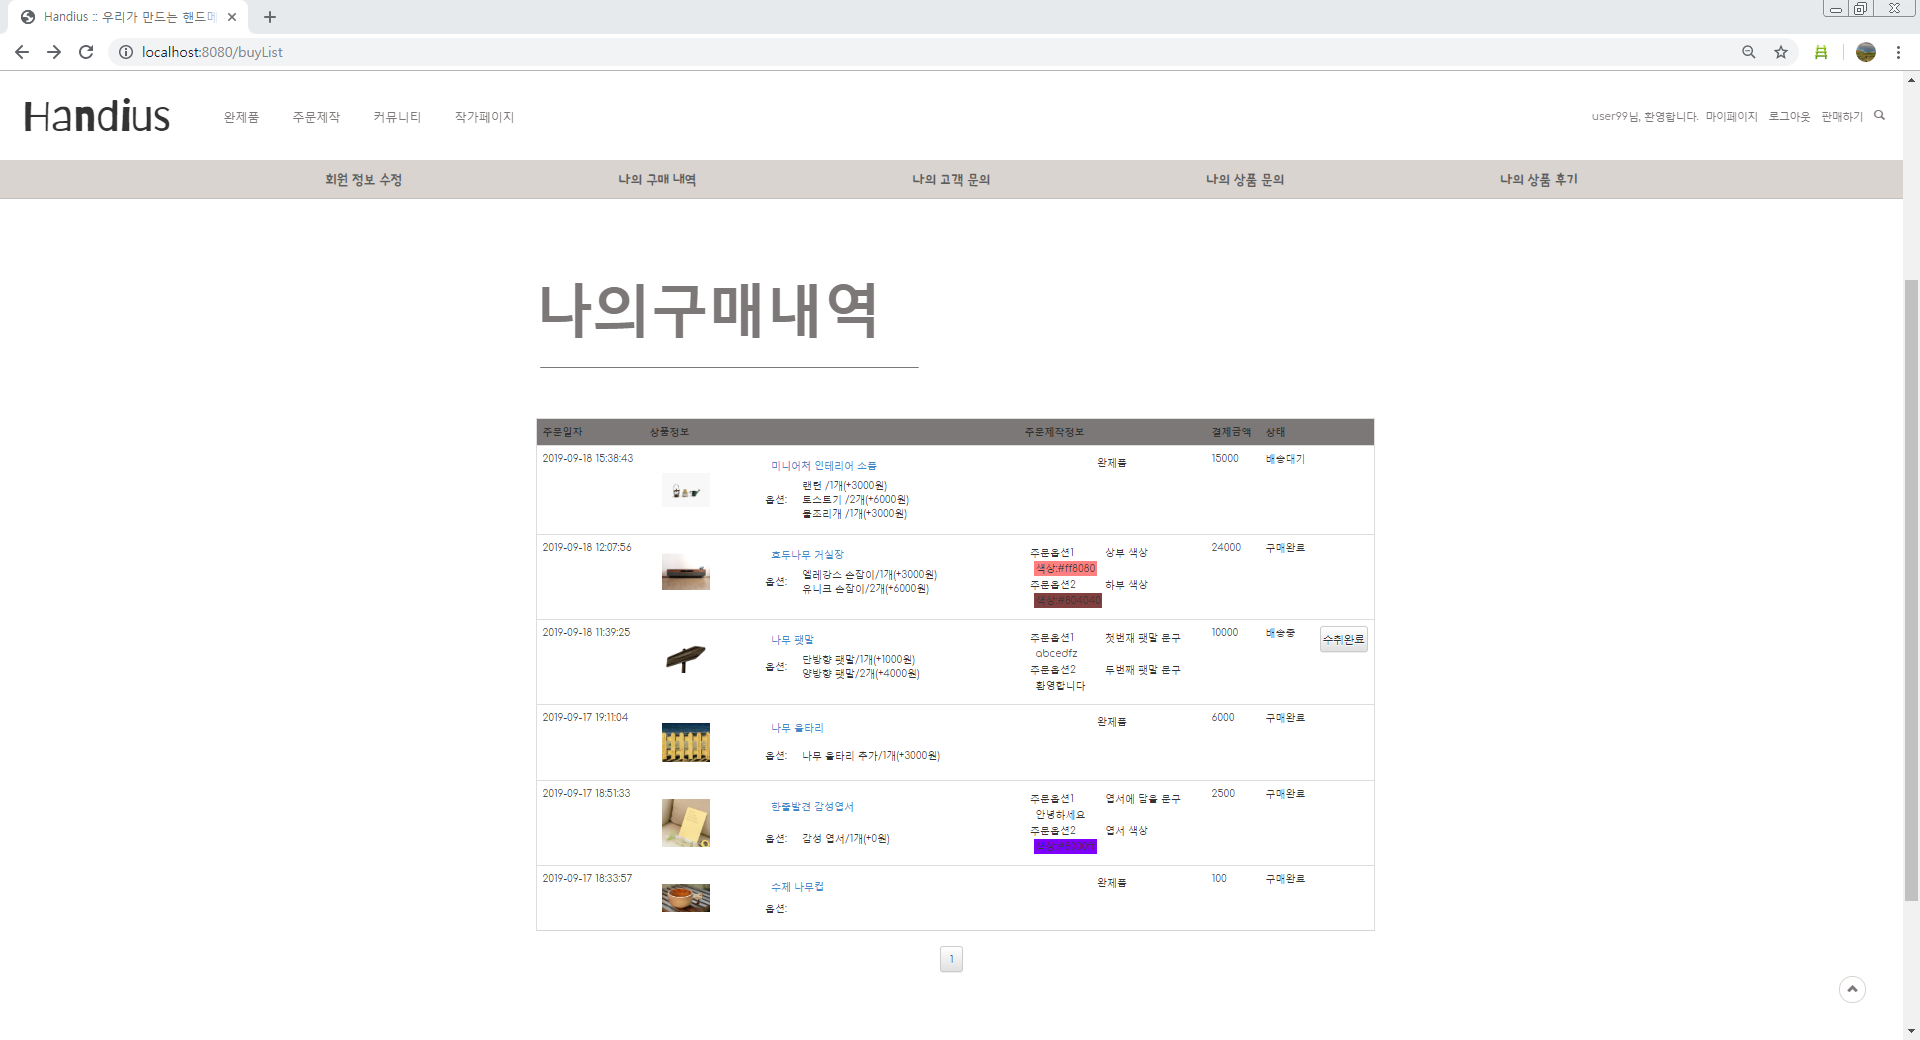 Handius :: 우리가 만드는 핸드메
localhost:8080/buyList
Handius 완제품 주문제작 커뮤니티 작가페이지 user99님, 환영합니다. 마이페이지 로그아웃 판매하기
회원 정보 수정 나의 구매 내역 나의 고객 문의 나의 상품 문의 나의 상품 후기
나의구매내역
주문일자 상품정보 주문제작정보 결제금액 상태
2019-09-18 15:38:43 미니어처 인테리어 소품 완제품 15000 배송대기
옵션: 랜턴 /1개(+3000원)
토스트기 /2개(+6000원)
물조리개 /1개(+3000원)
2019-09-18 12:07:56 호두나무 거실장 주문옵션1 상부 색상 24000 구매완료
색상:#ff8080
옵션: 엘레강스 손잡이/1개(+3000원)
유니크 손잡이/2개(+6000원)
주문옵션2 하부 색상
색상:#804040
2019-09-18 11:39:25 나무 팻말 주문옵션1 첫번재 팻말 문구 10000 배송중 수취완료
abcedfz
옵션: 단방향 팻말/1개(+1000원)
양방향 팻말/2개(+4000원)
주문옵션2 두번째 팻말 문구
환영합니다
2019-09-17 19:11:04 나무 울타리 완제품 6000 구매완료
옵션: 나무 울타리 추가/1개(+3000원)
2019-09-17 18:51:33 한줄발견 감성엽서 주문옵션1 엽서에 담을 문구 2500 구매완료
안녕하세요
옵션: 감성 엽서/1개(+0원)
주문옵션2 엽서 색상
2019-09-17 18:33:57 수제 나무컵 완제품 100 구매완료
옵션:
1